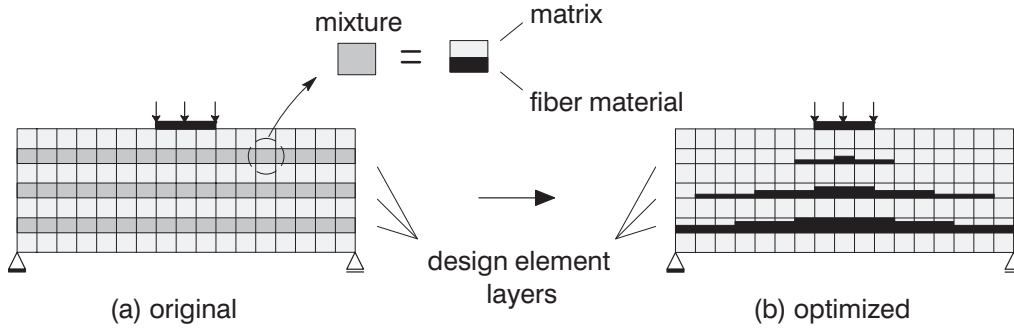 mixture
matrix
=
fiber material
design element
layers
(a) original
(b) optimized